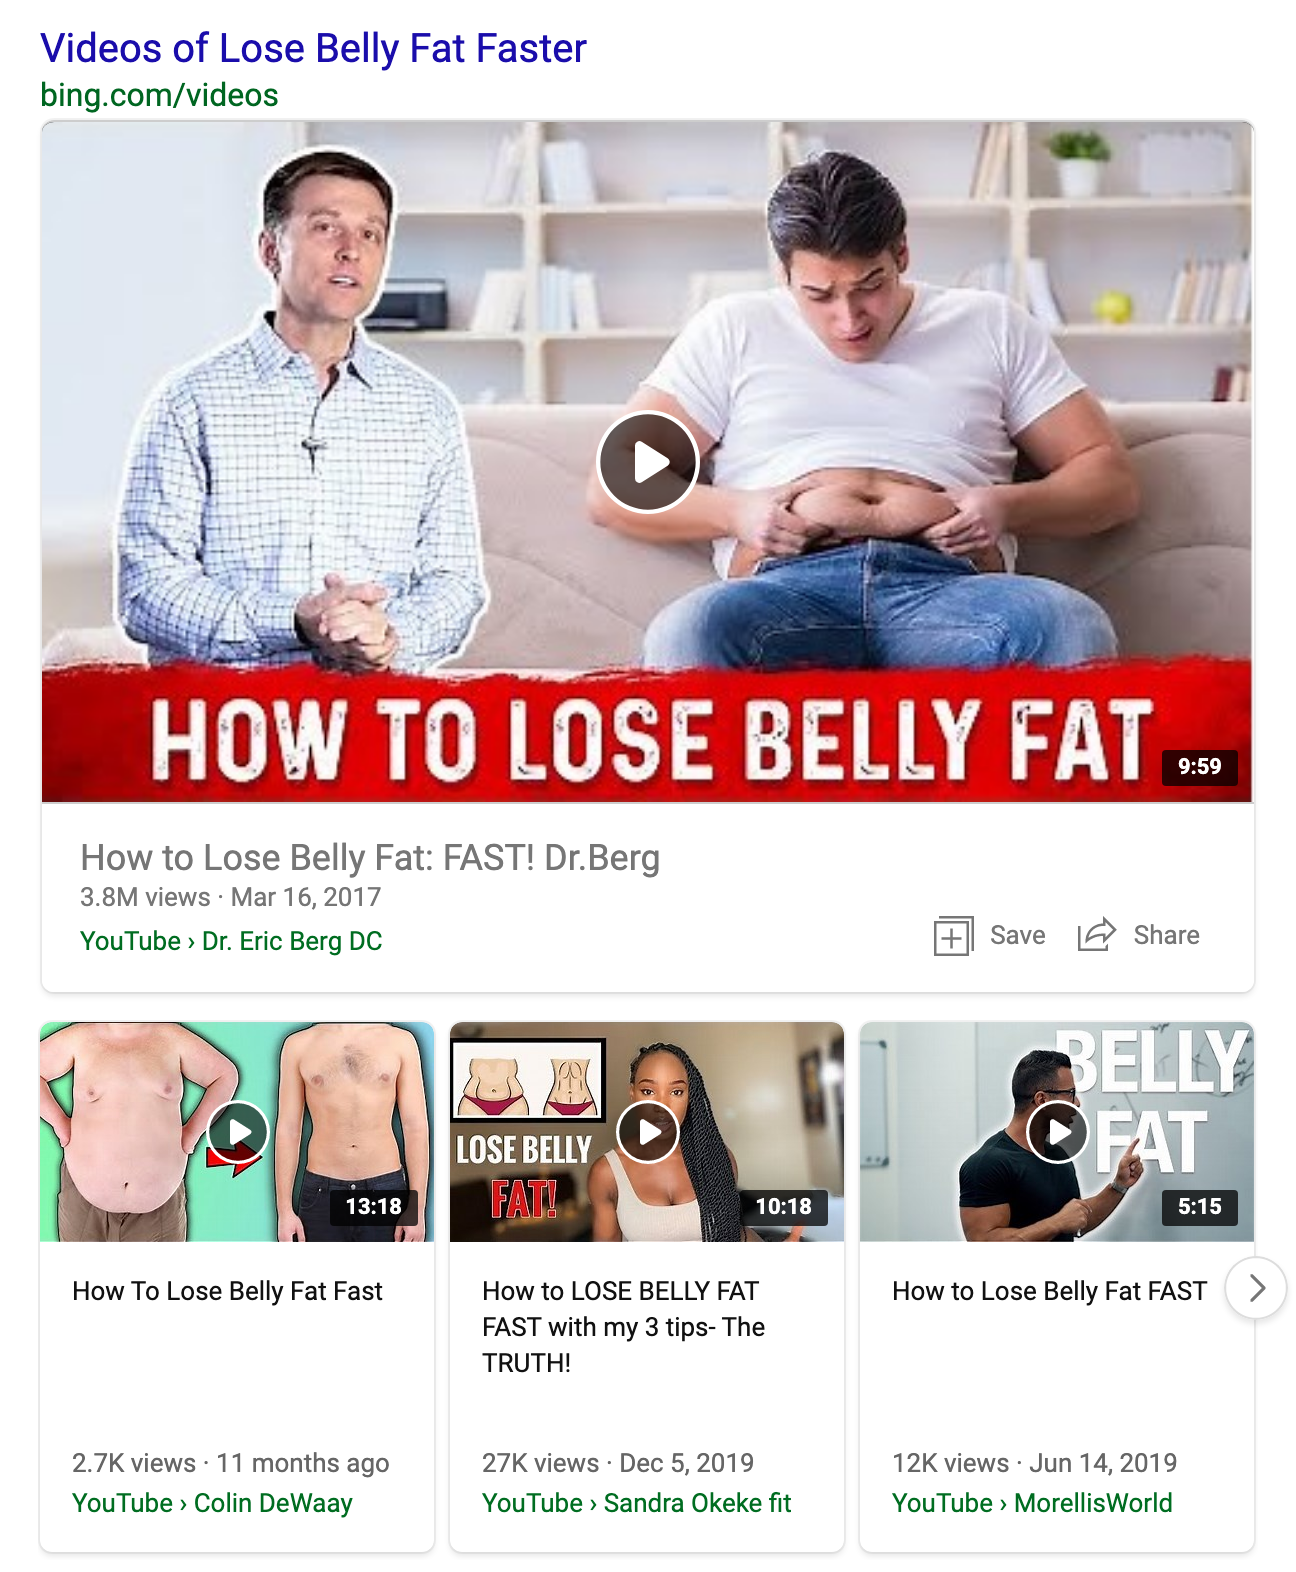 Videos of Lose Belly Fat Faster
bing.com/videos
HOW TO LOSE BELLY FAT
9:59
How to Lose Belly Fat: FAST! Dr.Berg
3.8M views · Mar 16, 2017
YouTube › Dr. Eric Berg DC
Save
Share
13:18
How To Lose Belly Fat Fast
2.7K views · 11 months ago
YouTube › Colin DeWaay
LOSE BELLY
FAT!
10:18
How to LOSE BELLY FAT
FAST with my 3 tips- The
TRUTH!
27K views · Dec 5, 2019
YouTube › Sandra Okeke fit
BELLY
FAT
5:15
How to Lose Belly Fat FAST
12K views · Jun 14, 2019
YouTube › MorellisWorld